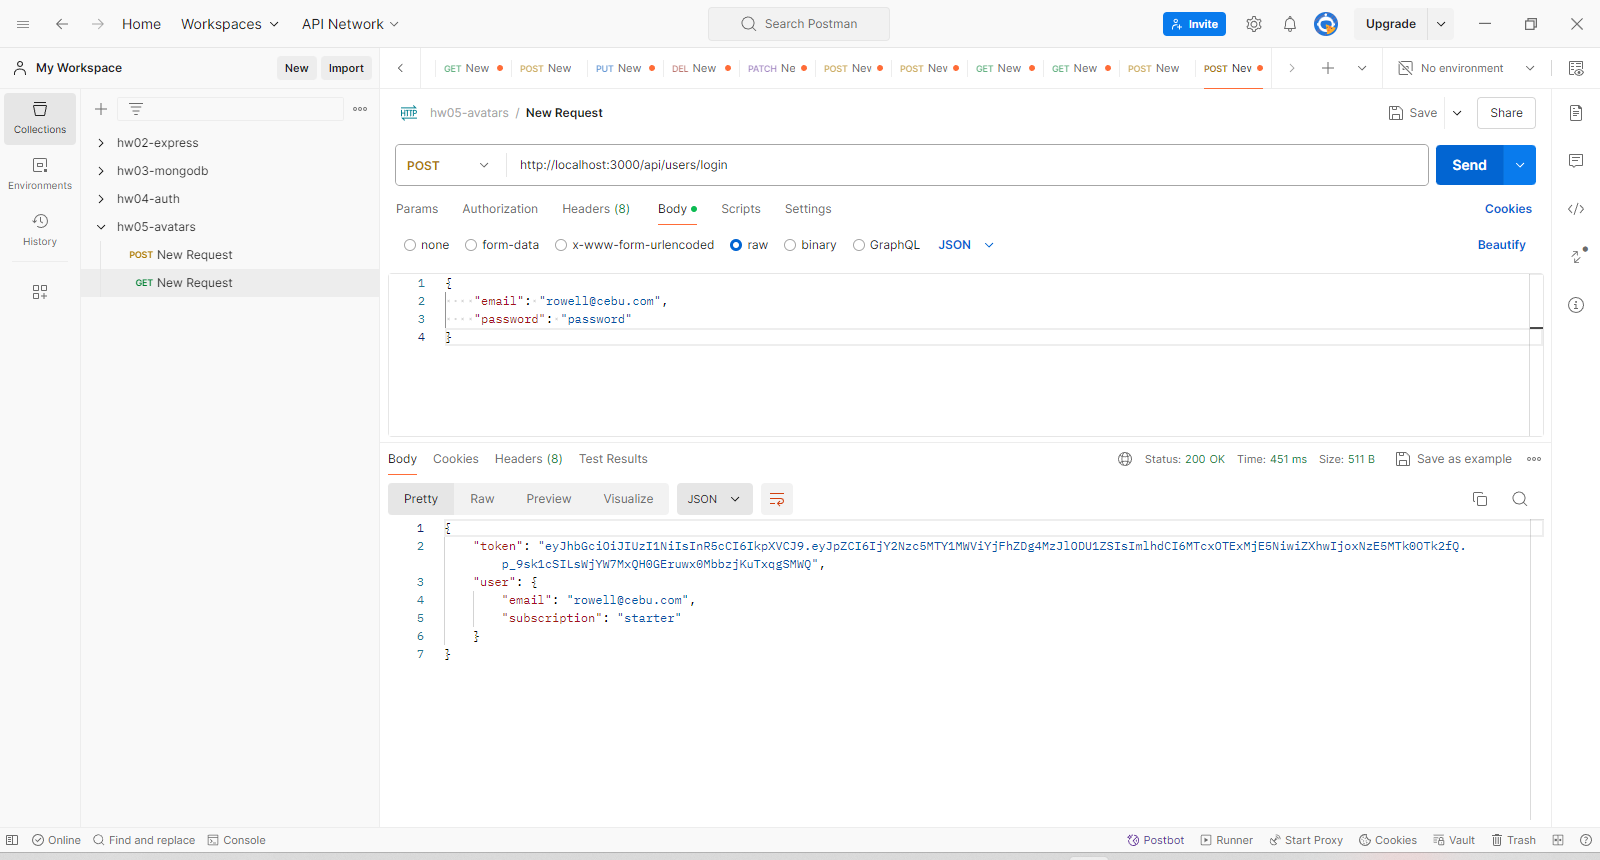 Home
Workspaces
API Network
Search Postman
Invite
Upgrade
My Workspace
New
Import
GET New
POST New
PUT New
DEL New
PATCH Ne
POST Nev
POST Nev
GET New
GET New
POST New
POST Nev
No environment
Collections
Environments
History
hw02-express
hw03-mongodb
hw04-auth
hw05-avatars
POST New Request
GET New Request
HTTP
hw05-avatars / New Request
Save
Share
POST
http://localhost:3000/api/users/login
Send
Params
Authorization
Headers (8)
Body
Scripts
Settings
Cookies
none
form-data
x-www-form-urlencoded
raw
binary
GraphQL
JSON
Beautify
1 {
2 "email": "rowell@cebu.com",
3 "password": "password"
4 }
Body
Cookies
Headers (8)
Test Results
Status: 200 OK
Time: 451 ms
Size: 511 B
Save as example
Pretty
Raw
Preview
Visualize
JSON
1 {
2 "token": "eyJhbGciOiJIUzI1NiIsInR5cCI6IkpXVCJ9.eyJpZCI6IjY2Nzc5MTY1MWViYjFhZDg4MzJlODU1ZSIsImlhdCI6MTcxOTExMjE5NiwiZXhwIjoxNzE5MTk0OTk2fQ.
p_9sk1cSILsWjYW7MxQH0GEruwx0MbbzjKuTxqgSMWQ",
3 "user": {
4 "email": "rowell@cebu.com",
5 "subscription": "starter"
6 }
7 }
Online
Find and replace
Console
Postbot
Runner
Start Proxy
Cookies
Vault
Trash